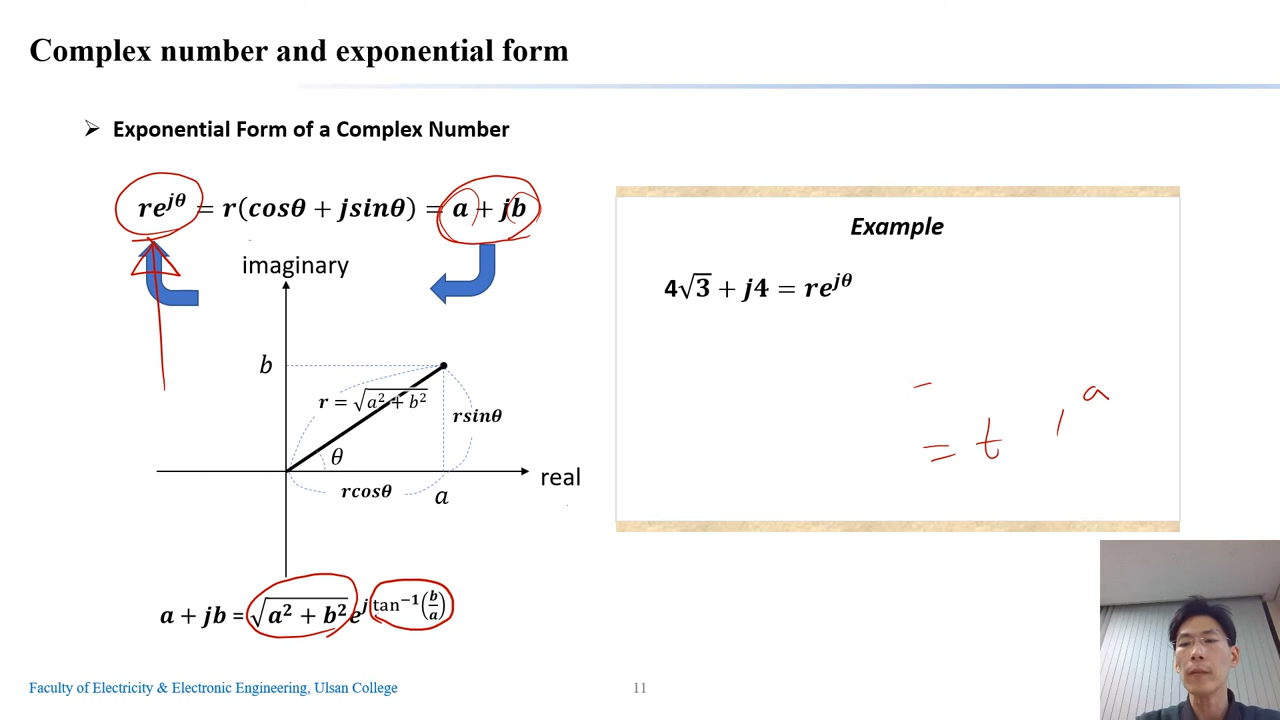 Complex number and exponential form
➢ Exponential Form of a Complex Number
re^{jθ} = r(cosθ + jsinθ) = a + jb
imaginary
b
r = √(a² + b²)
rsinθ
θ
real
rcosθ
a
a + jb = √(a² + b²) e^{j tan⁻¹(b/a)}
Example
4√3 + j4 = re^{jθ}
= t , a
Faculty of Electricity & Electronic Engineering, Ulsan College
11